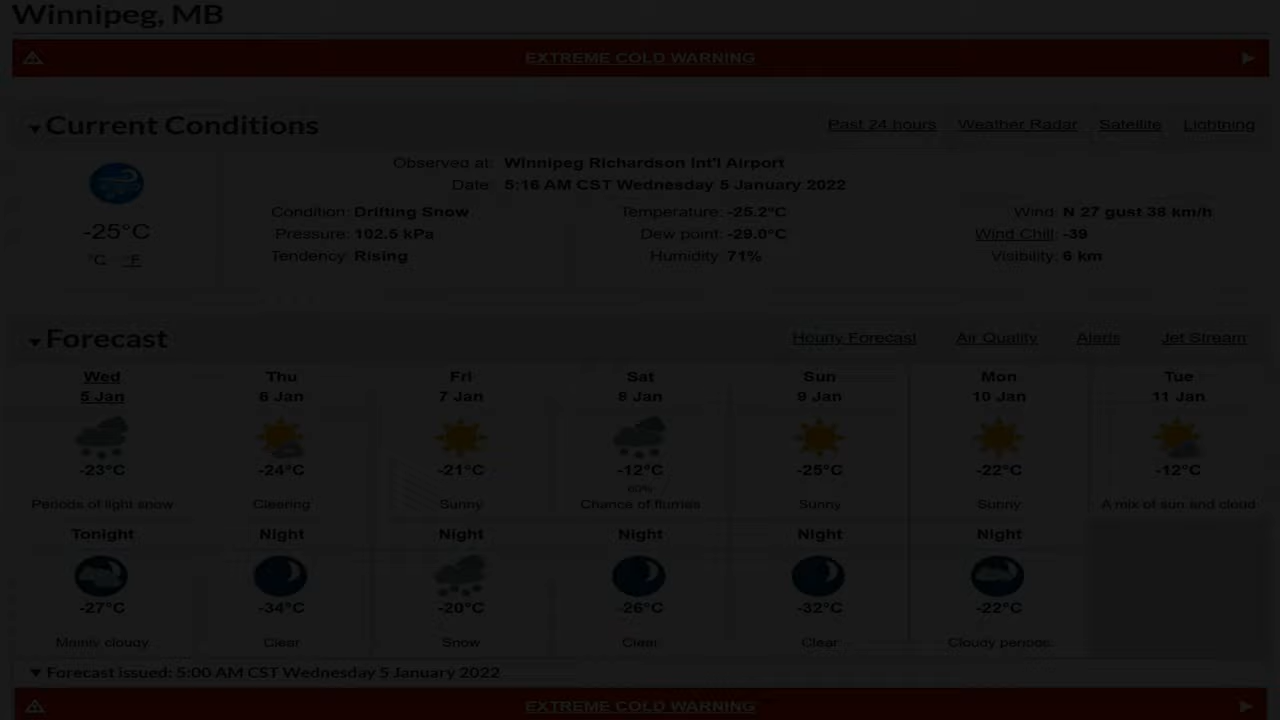 Winnipeg, MB
EXTREME COLD WARNING
Current Conditions
Past 24 hours Weather Radar Satellite Lightning
Observed at: Winnipeg Richardson Int'l Airport
Date: 5:16 AM CST Wednesday 5 January 2022
-25°C
°C °F
Condition: Drifting Snow Temperature: -25.2°C Wind: N 27 gust 38 km/h
Pressure: 102.5 kPa Dew point: -29.0°C Wind Chill: -39
Tendency: Rising Humidity: 71% Visibility: 6 km
Forecast
Hourly Forecast Air Quality Alerts Jet Stream
Wed Thu Fri Sat Sun Mon Tue
5 Jan 6 Jan 7 Jan 8 Jan 9 Jan 10 Jan 11 Jan
-23°C -24°C -21°C -12°C -25°C -22°C -12°C
60%
Periods of light snow Clearing Sunny Chance of flurries Sunny Sunny A mix of sun and cloud
Tonight Night Night Night Night Night
-27°C -34°C -20°C -26°C -32°C -22°C
Mainly cloudy Clear Snow Clear Clear Cloudy periods
Forecast issued: 5:00 AM CST Wednesday 5 January 2022
EXTREME COLD WARNING